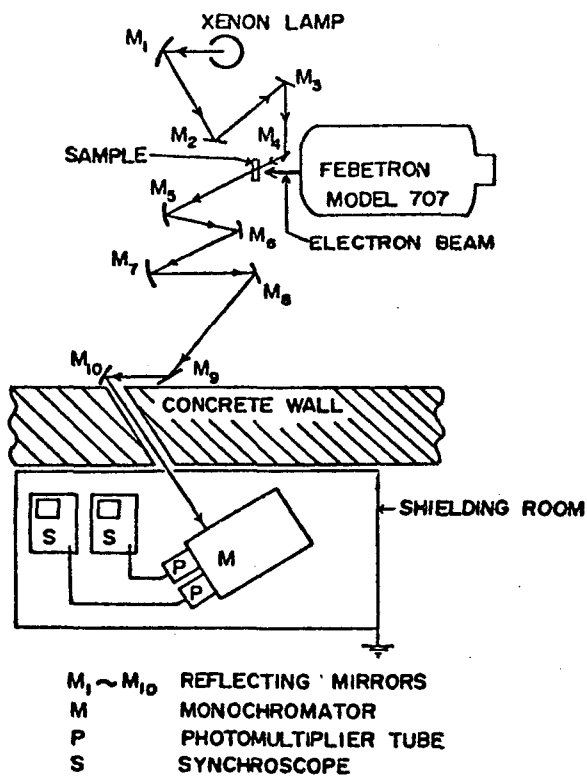 XENON LAMP
M1
M2
M3
M4
SAMPLE
FEBETRON
MODEL 707
M5
M6
ELECTRON BEAM
M7
M8
M10
M9
CONCRETE WALL
SHIELDING ROOM
S
S
P
P
M
M1~M10 REFLECTING MIRRORS
M MONOCHROMATOR
P PHOTOMULTIPLIER TUBE
S SYNCHROSCOPE